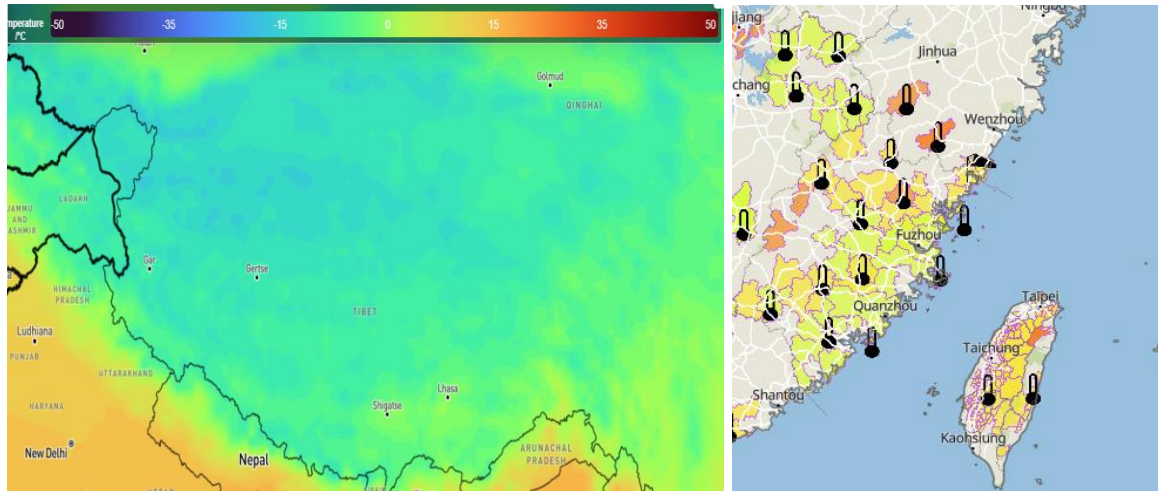 Temperature
/°C
-50
-35
-15
0
15
35
50
Golmud
QINGHAI
LADAKH
JAMMU
AND
KASHMIR
Gar
Gertse
HIMACHAL
PRADESH
TIBET
Ludhiana
PUNJAB
UTTARAKHAND
Lhasa
Shigatse
HARYANA
New Delhi
Nepal
ARUNACHAL
PRADESH
jiang
Ningbo
Jinhua
chang
Wenzhou
Fuzhou
Quanzhou
Taipei
Taichung
Shantou
Kaohsiung